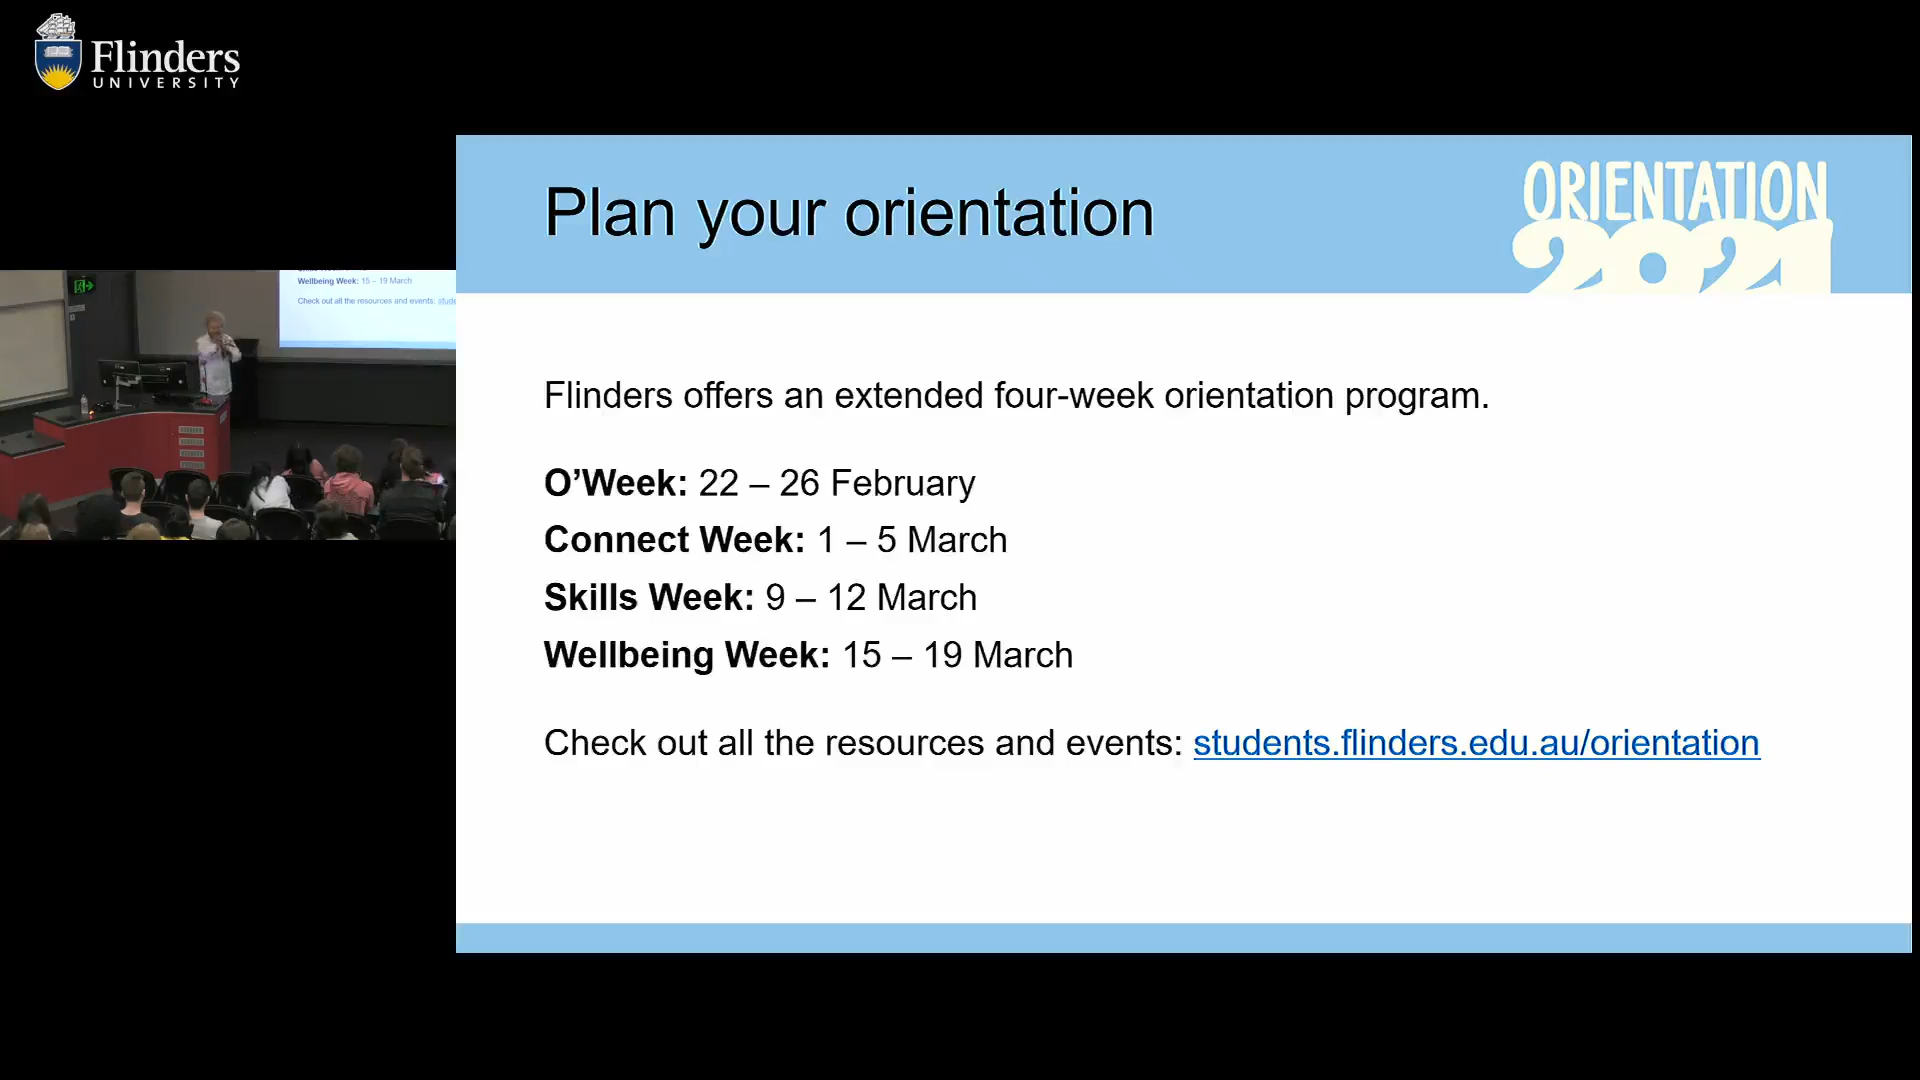 Flinders
UNIVERSITY
Plan your orientation
ORIENTATION
2021
Flinders offers an extended four-week orientation program.
O’Week: 22 – 26 February
Connect Week: 1 – 5 March
Skills Week: 9 – 12 March
Wellbeing Week: 15 – 19 March
Check out all the resources and events: students.flinders.edu.au/orientation
Wellbeing Week: 15 – 19 March
Check out all the resources and events: stude